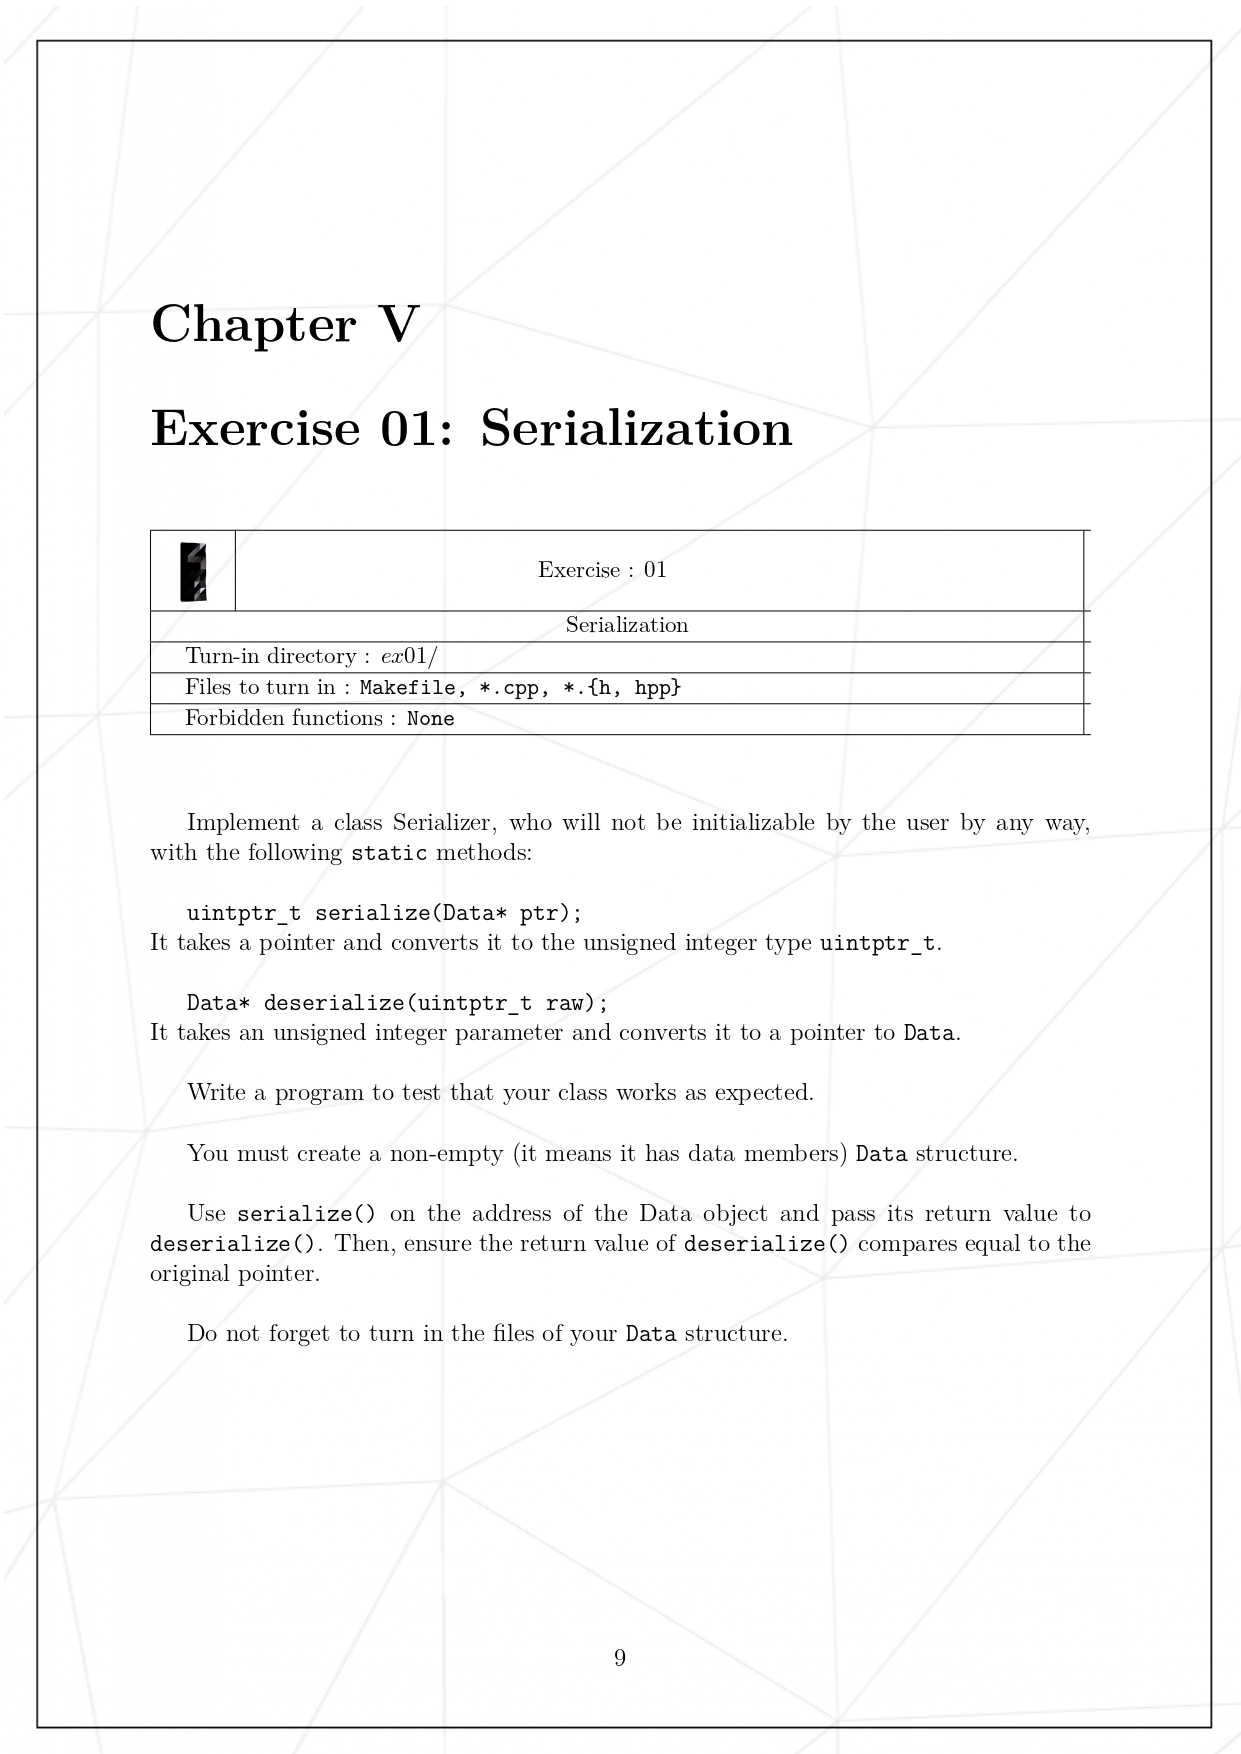 Chapter V
Exercise 01: Serialization
Exercise : 01
Serialization
Turn-in directory : ex01/
Files to turn in : Makefile, *.cpp, *.{h, hpp}
Forbidden functions : None
Implement a class Serializer, who will not be initializable by the user by any way,
with the following static methods:
uintptr_t serialize(Data* ptr);
It takes a pointer and converts it to the unsigned integer type uintptr_t.
Data* deserialize(uintptr_t raw);
It takes an unsigned integer parameter and converts it to a pointer to Data.
Write a program to test that your class works as expected.
You must create a non-empty (it means it has data members) Data structure.
Use serialize() on the address of the Data object and pass its return value to
deserialize(). Then, ensure the return value of deserialize() compares equal to the
original pointer.
Do not forget to turn in the files of your Data structure.
9